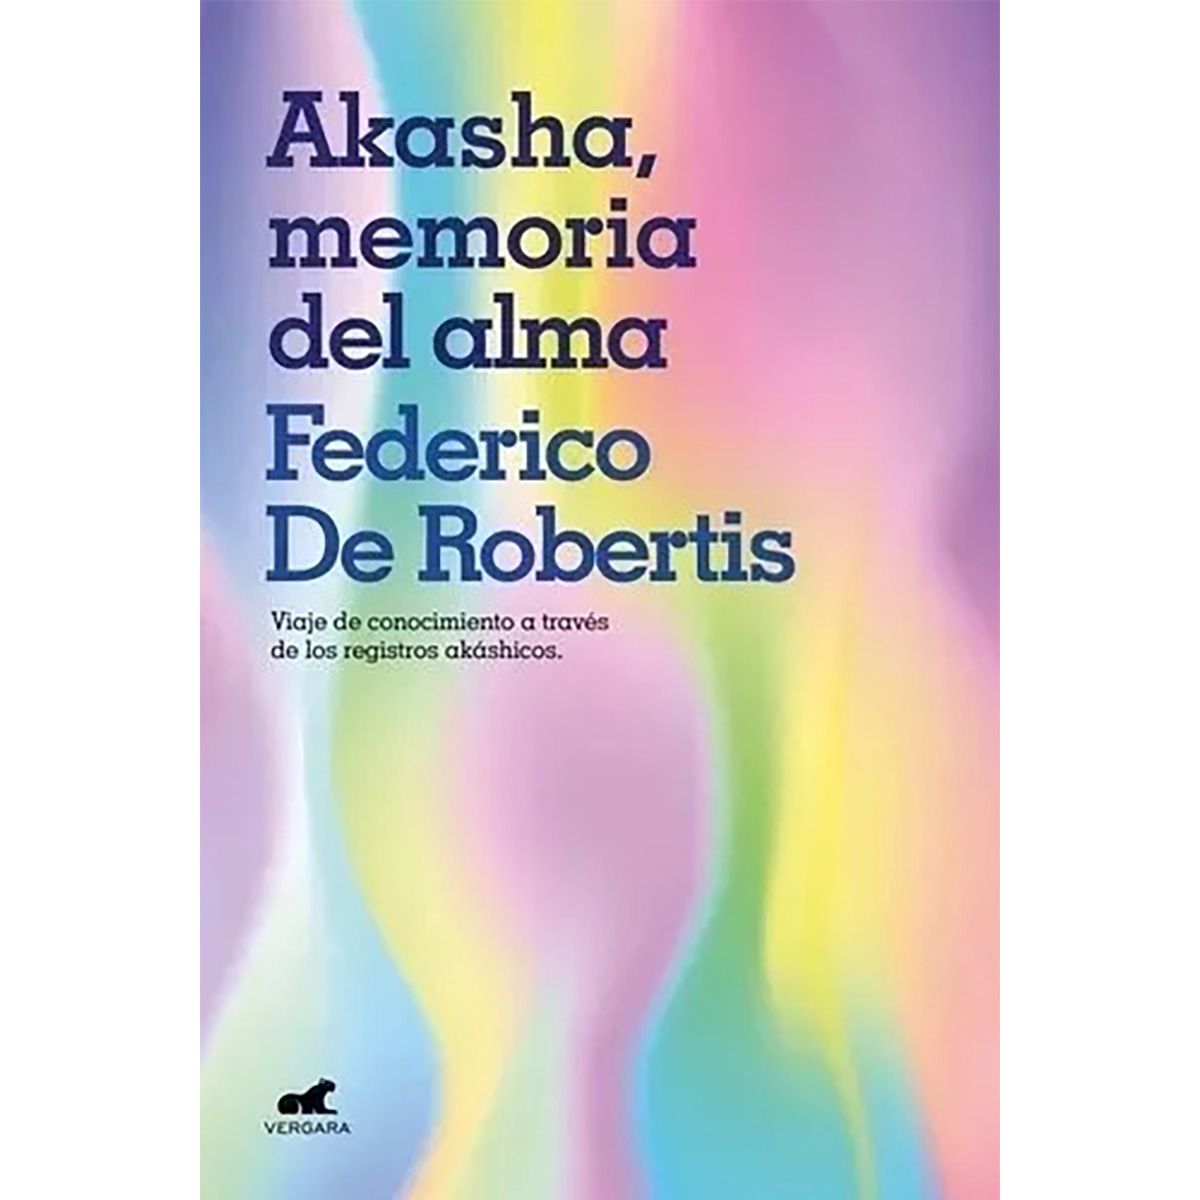 Akasha,
memoria
del alma
Federico
De Robertis
Viaje de conocimiento a través
de los registros akáshicos.
VERGARA